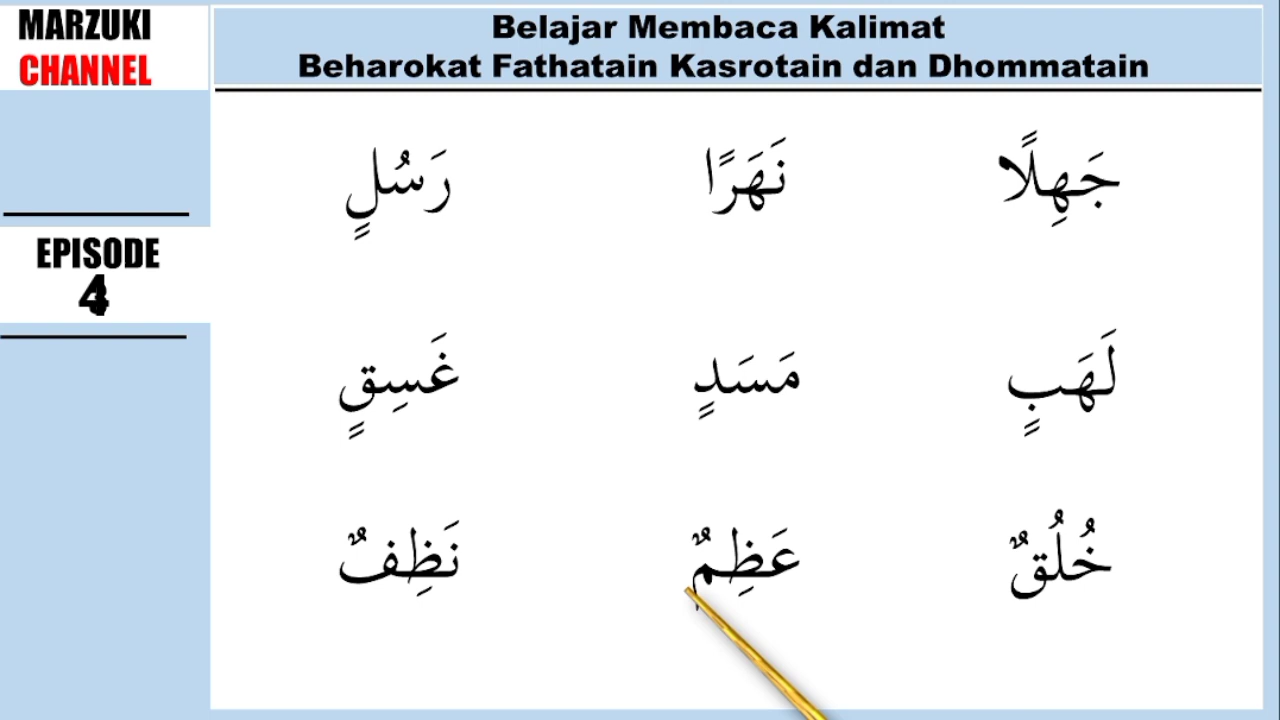 MARZUKI
CHANNEL
EPISODE
4
Belajar Membaca Kalimat
Beharokat Fathatain Kasrotain dan Dhommatain
جَهِلًا نَهَرًا رَسُلٍ
لَهَبٍ مَسَدٍ غَسِقٍ
خُلُقٌ عَظِمٌ نَظِفٌ